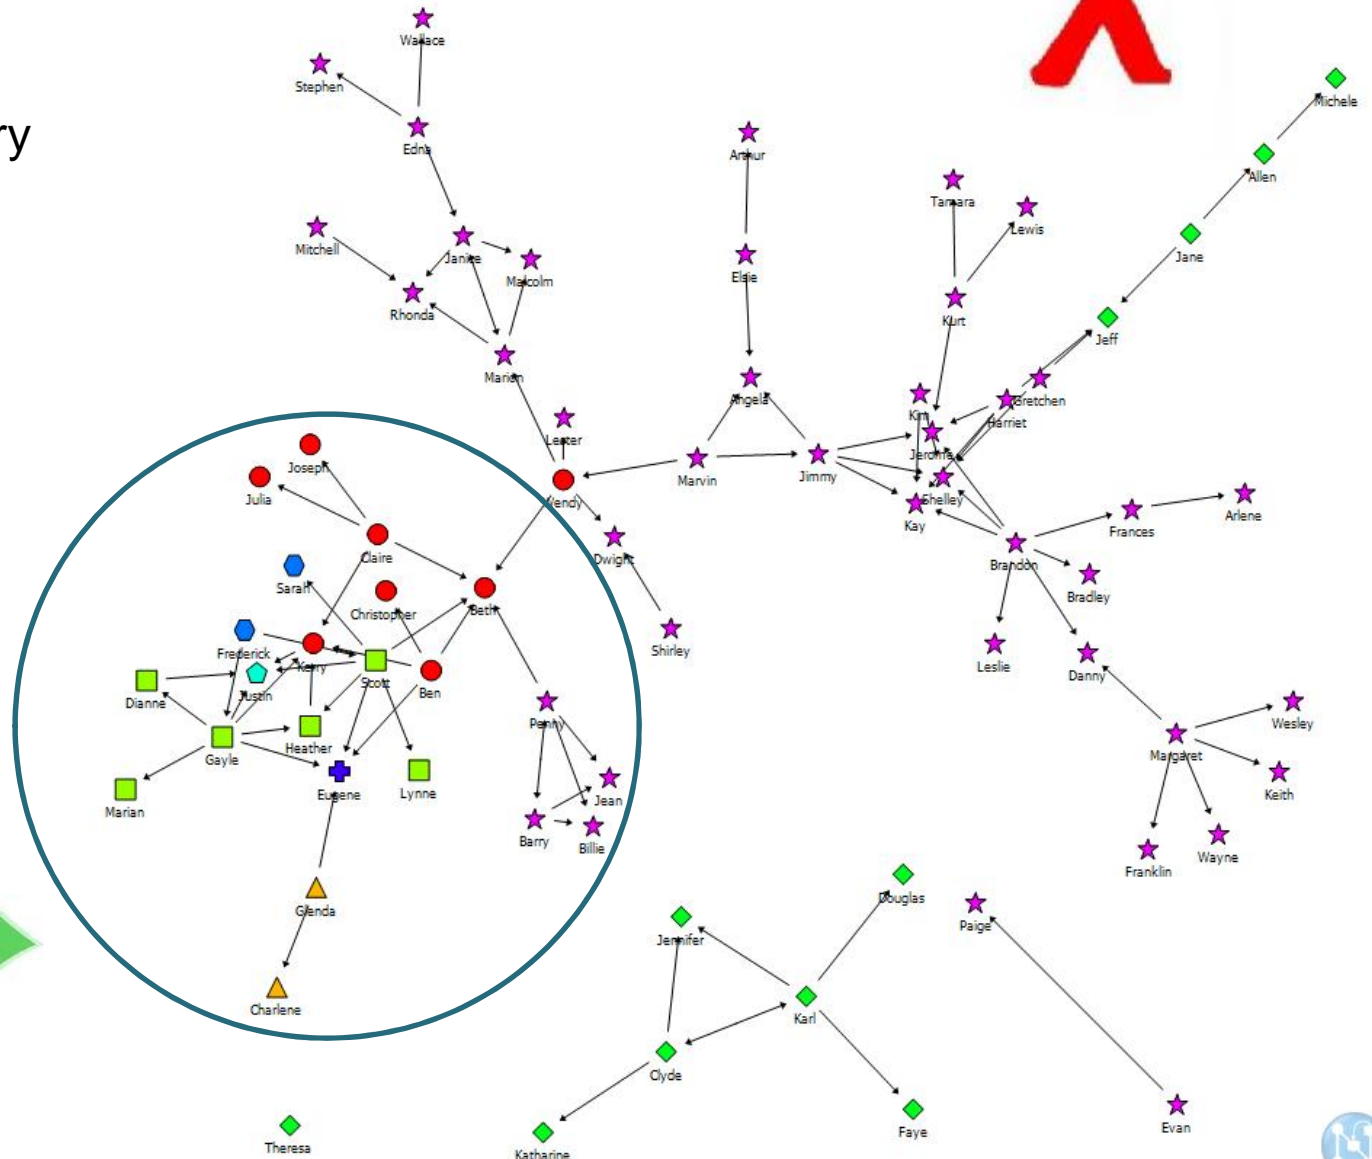 ry
Wallace
Stephen
Michele
Edna
Arthur
Allen
Tamara
Lewis
Mitchell
Janice
Jane
Malcolm
Elsie
Rhonda
Kurt
Jeff
Marion
Angela
Gretchen
Kim
Harriet
Lester
Jerome
Joseph
Marvin
Jimmy
Julia
Wendy
Shelley
Kay
Arlene
Frances
Claire
Dwight
Brandon
Sarah
Bradley
Christopher
Beth
Frederick
Kerry
Shirley
Leslie
Danny
Justin
Scott
Ben
Dianne
Penny
Wesley
Heather
Gayle
Margaret
Eugene
Lynne
Jean
Keith
Marian
Barry
Billie
Wayne
Franklin
Douglas
Glenda
Paige
Jennifer
Charlene
Karl
Clyde
Faye
Evan
Theresa
Katharine